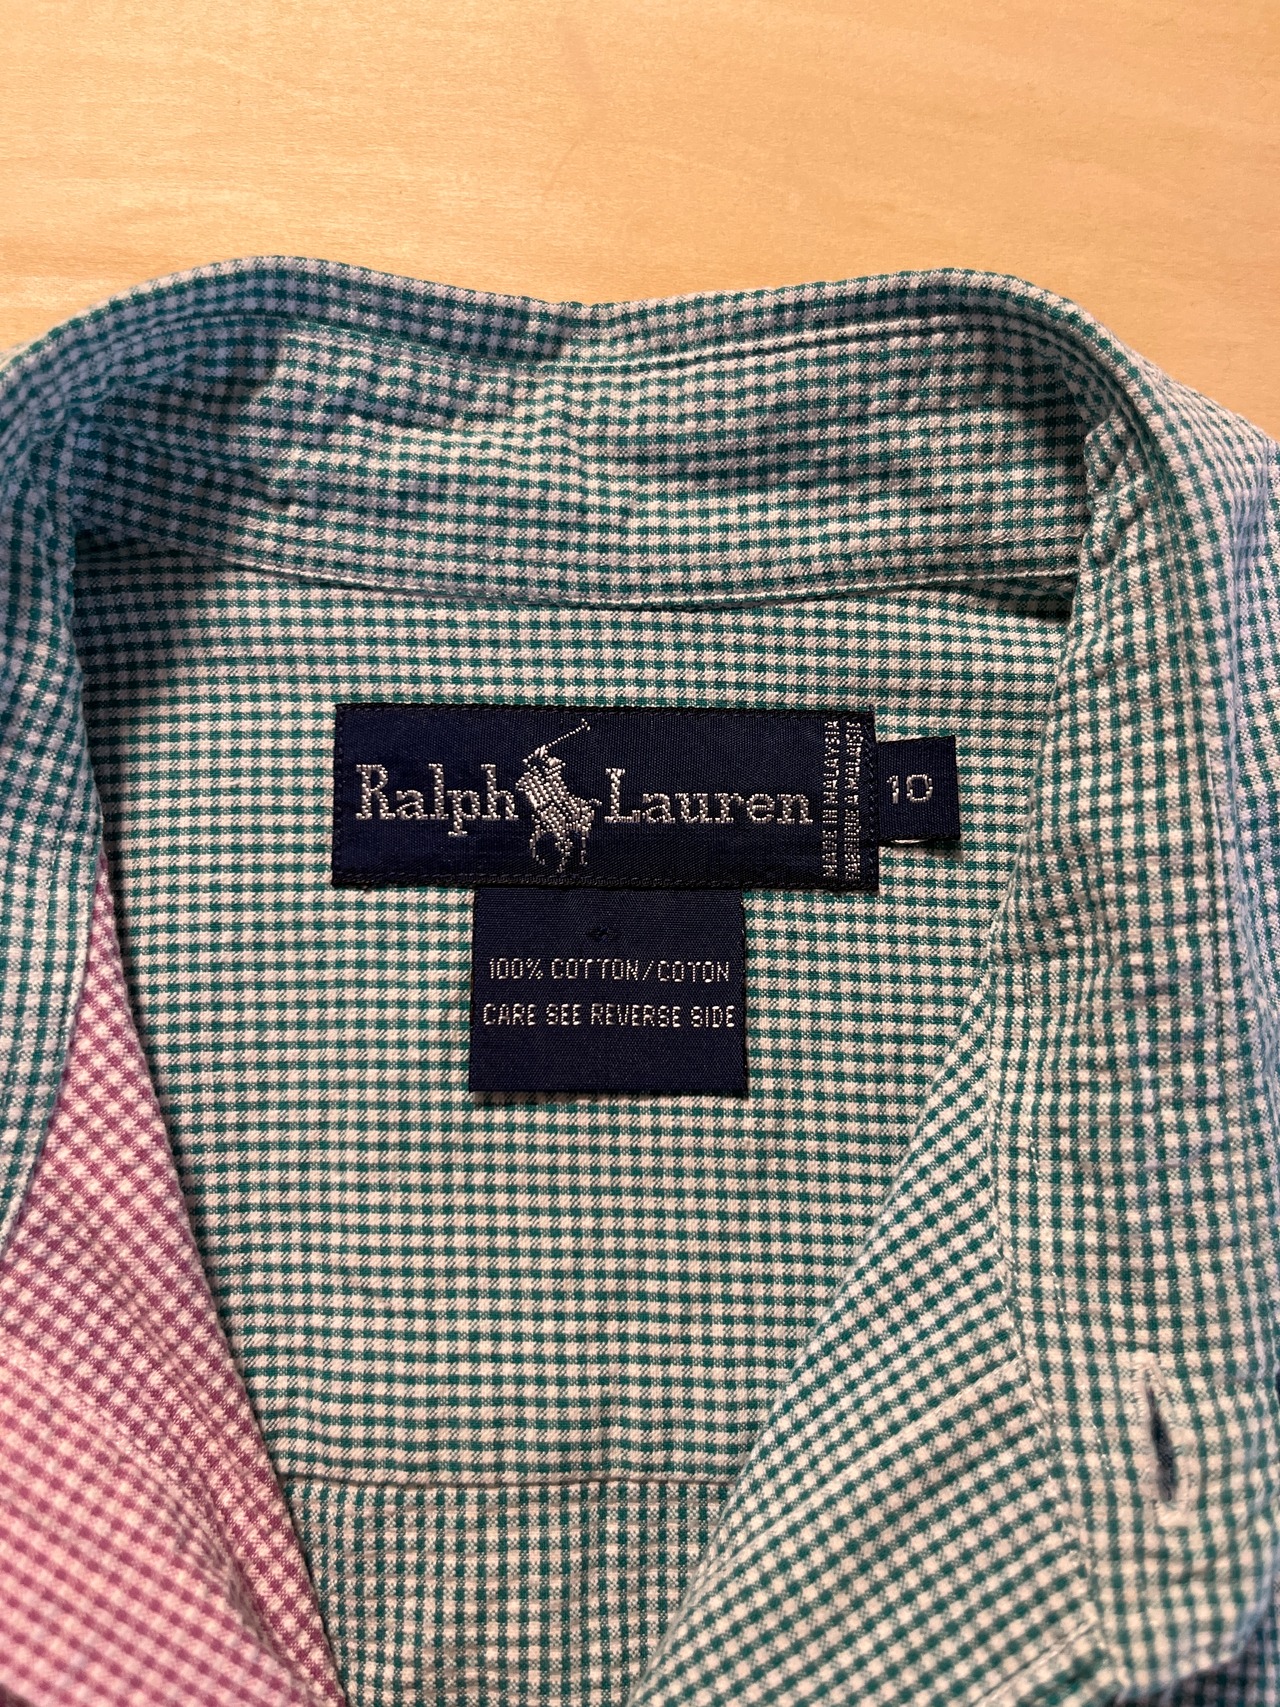 Ralph Lauren
MADE IN MALAYSIA
10
100% COTTON/COTON
CARE SEE REVERSE SIDE